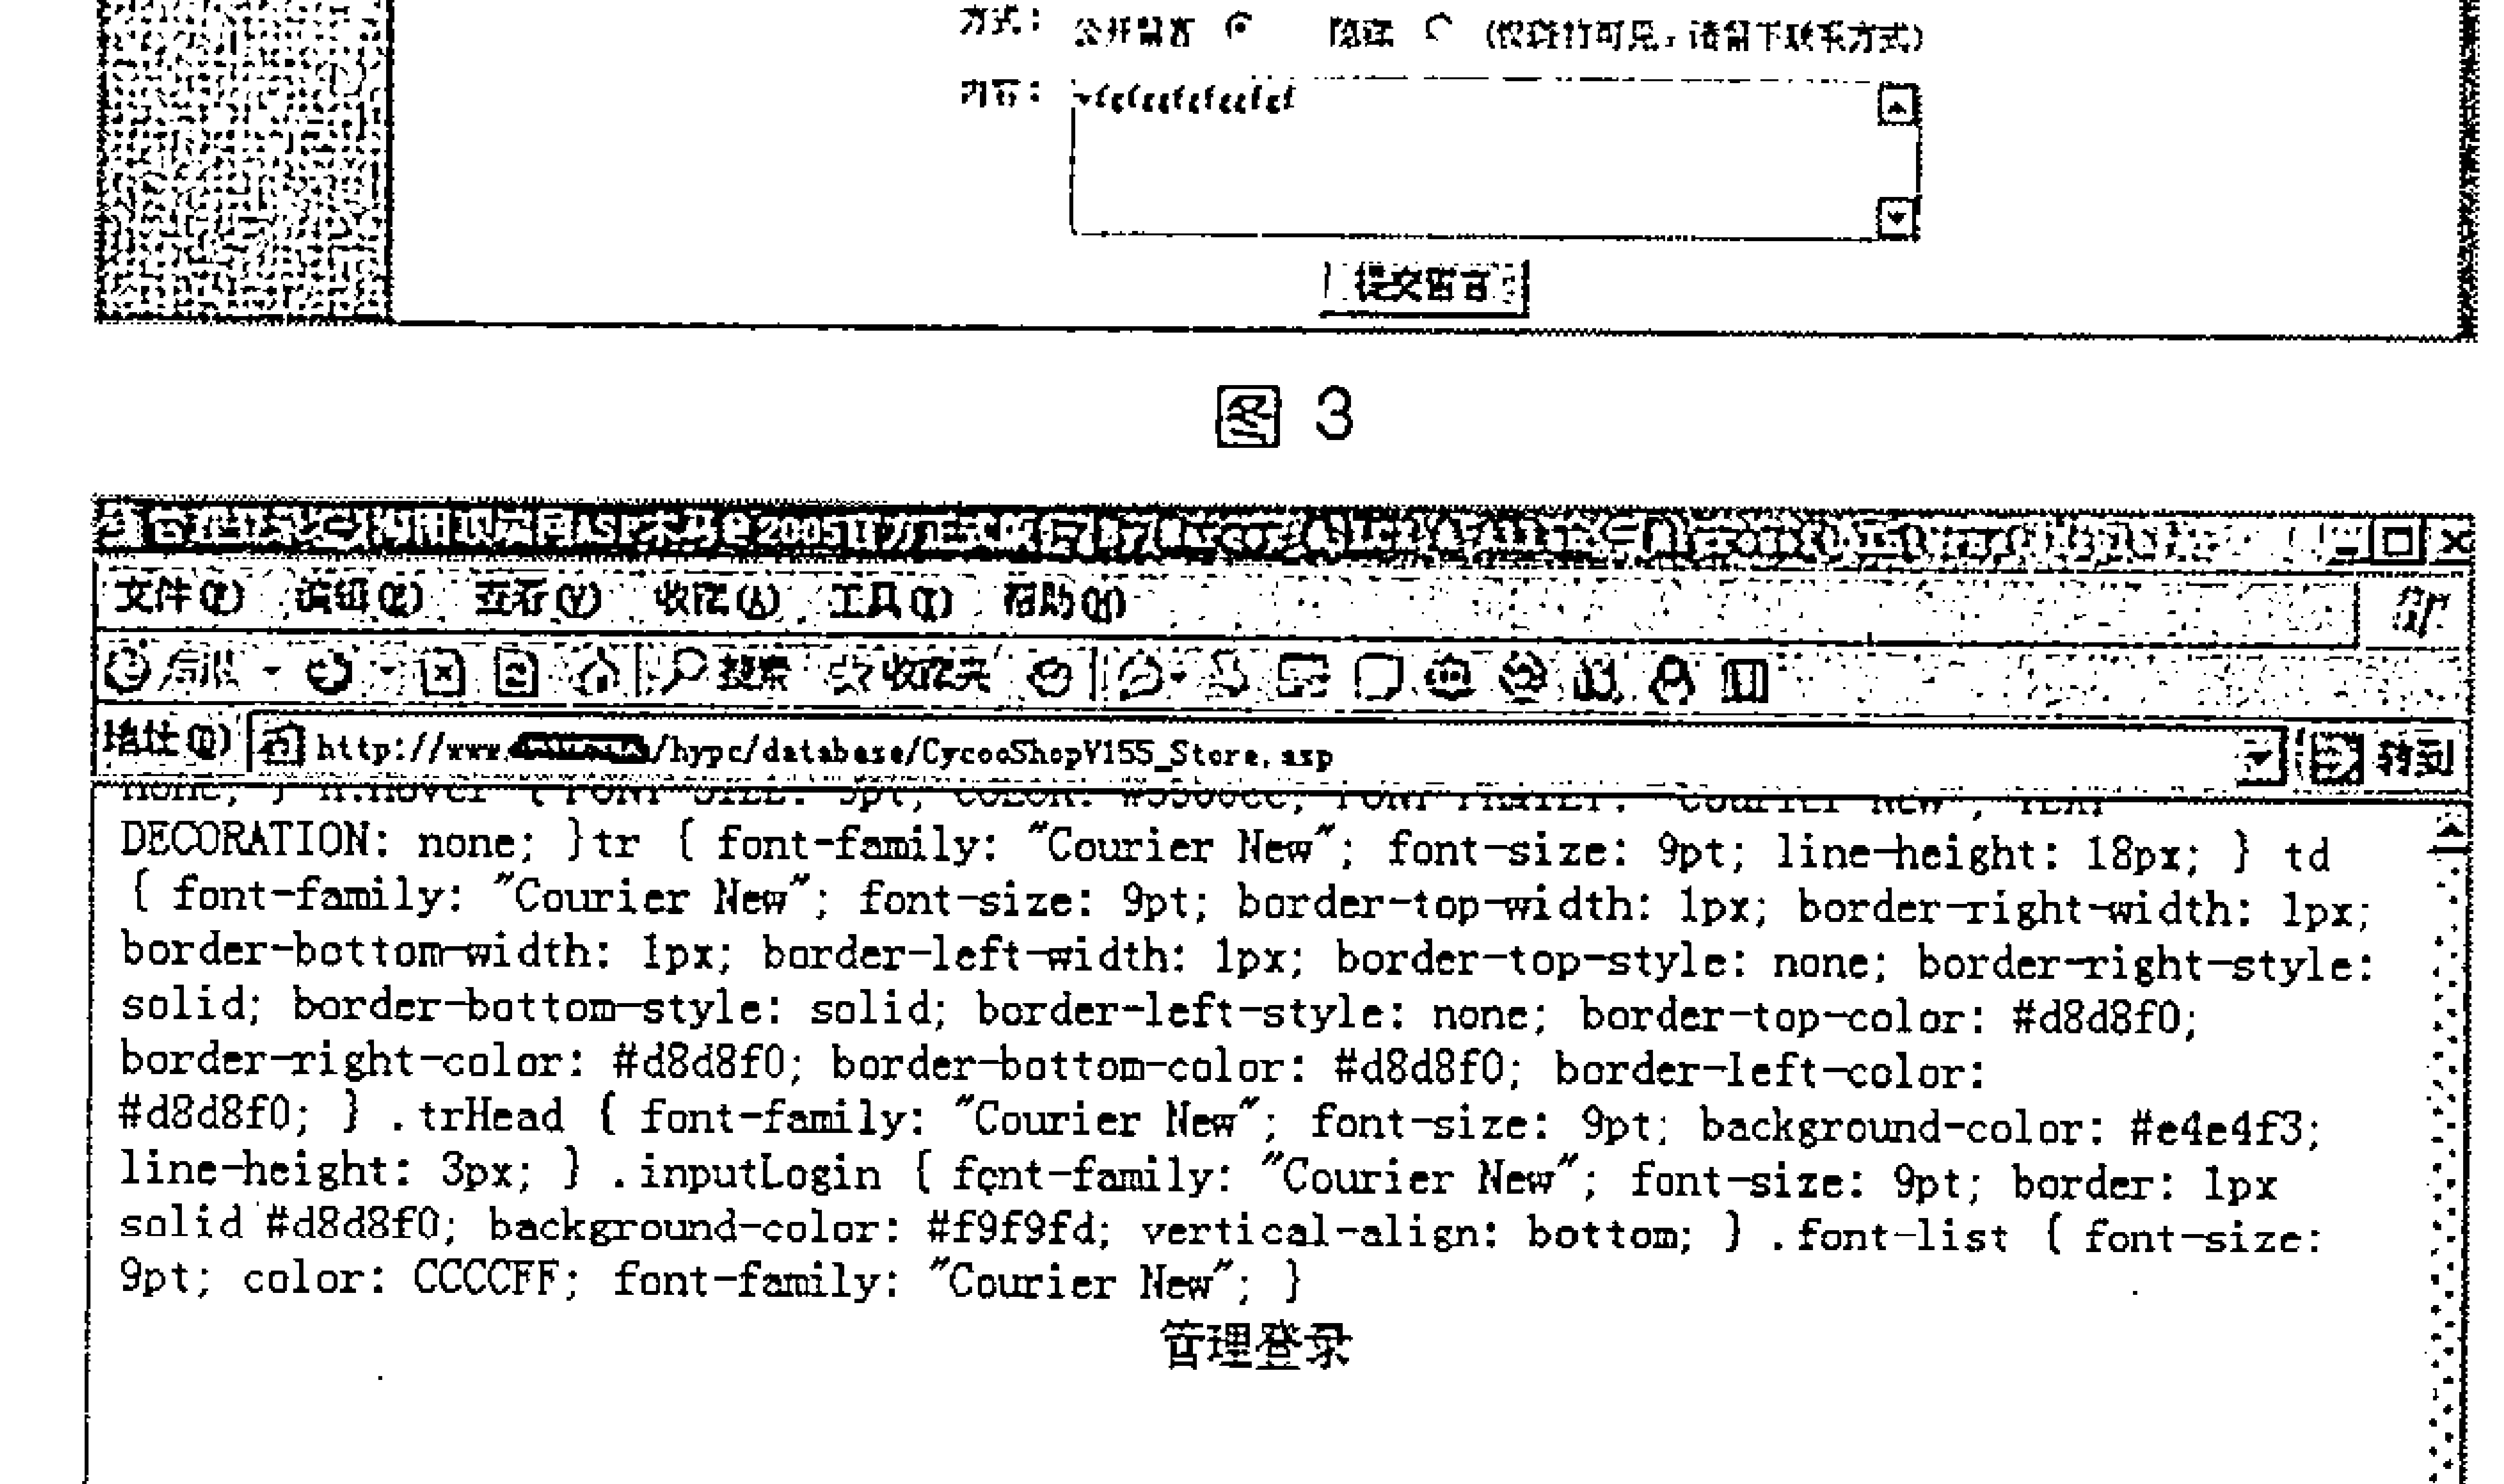 方式： 公开留言 隐藏 (仅管理可见，请留下联系方式)
内容：
提交留言
图 3
文件(F) 编辑(E) 查看(V) 收藏(A) 工具(T) 帮助(H)
后退 搜索 收藏夹
地址(D) http://www. /hypc/database/CycooShopV155_Store.asp 转到
DECORATION: none; }tr { font-family: "Courier New"; font-size: 9pt; line-height: 18px; } td
{ font-family: "Courier New"; font-size: 9pt; border-top-width: 1px; border-right-width: 1px;
border-bottom-width: 1px; border-left-width: 1px; border-top-style: none; border-right-style:
solid; border-bottom-style: solid; border-left-style: none; border-top-color: #d8d8f0;
border-right-color: #d8d8f0; border-bottom-color: #d8d8f0; border-left-color:
#d8d8f0; } .trHead { font-family: "Courier New"; font-size: 9pt; background-color: #e4e4f3;
line-height: 3px; } .inputLogin { font-family: "Courier New"; font-size: 9pt; border: 1px
solid #d8d8f0; background-color: #f9f9fd; vertical-align: bottom; } .font-list { font-size:
9pt; color: CCCCFF; font-family: "Courier New"; }
管理登录